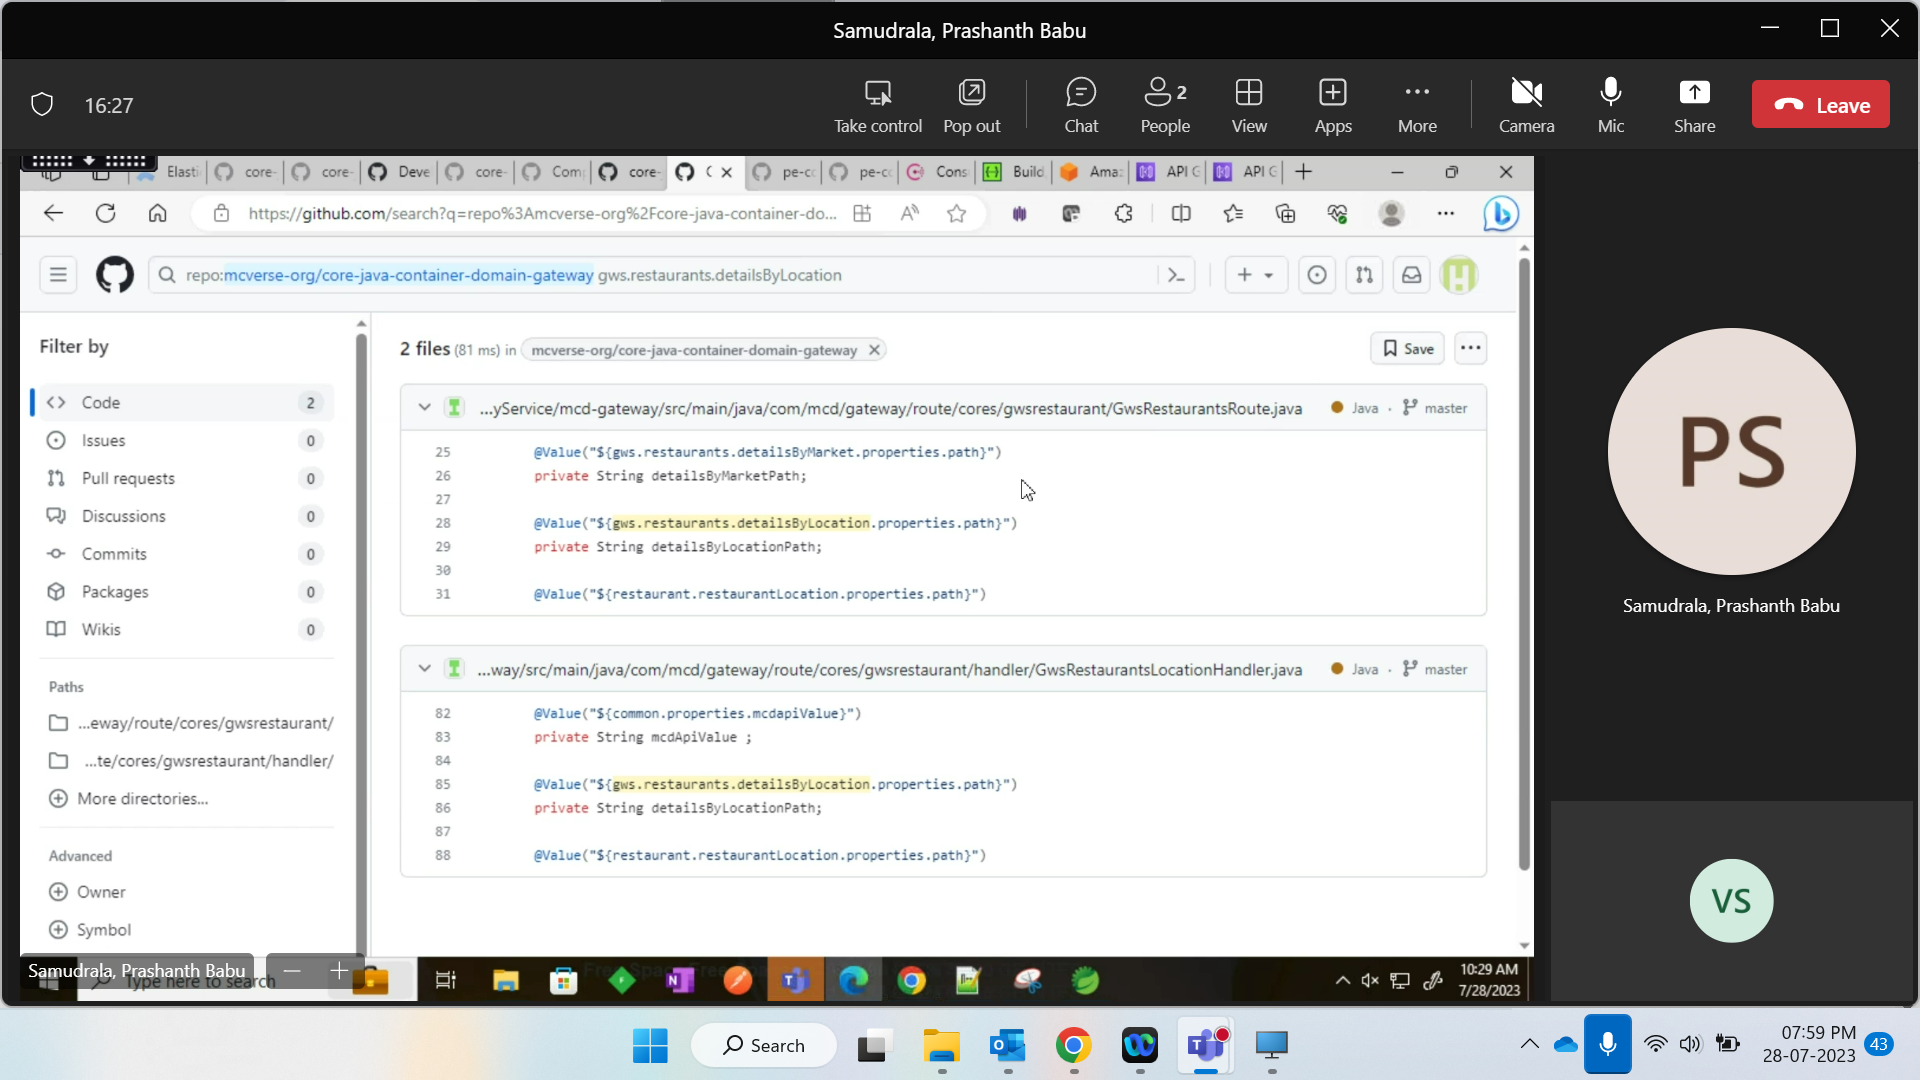 Samudrala, Prashanth Babu
16:27
Take control
Pop out
Chat
2
People
View
Apps
More
Camera
Mic
Share
Leave
Elasti
core-
core-
Deve
core-
Com
core-
pe-cc
pe-cc
Cons
Build
Ama
API G
API G
https://github.com/search?q=repo%3Amcverse-org%2Fcore-java-container-do...
repo:mcverse-org/core-java-container-domain-gateway gws.restaurants.detailsByLocation
Filter by
Code 2
Issues 0
Pull requests 0
Discussions 0
Commits 0
Packages 0
Wikis 0
Paths
...eway/route/cores/gwsrestaurant/
...te/cores/gwsrestaurant/handler/
More directories...
Advanced
Owner
Symbol
2 files (81 ms) in mcverse-org/core-java-container-domain-gateway
Save
...yService/mcd-gateway/src/main/java/com/mcd/gateway/route/cores/gwsrestaurant/GwsRestaurantsRoute.java
Java · master
25 @Value("${gws.restaurants.detailsByMarket.properties.path}")
26 private String detailsByMarketPath;
27
28 @Value("${gws.restaurants.detailsByLocation.properties.path}")
29 private String detailsByLocationPath;
30
31 @Value("${restaurant.restaurantLocation.properties.path}")
...way/src/main/java/com/mcd/gateway/route/cores/gwsrestaurant/handler/GwsRestaurantsLocationHandler.java
Java · master
82 @Value("${common.properties.mcdapiValue}")
83 private String mcdApiValue ;
84
85 @Value("${gws.restaurants.detailsByLocation.properties.path}")
86 private String detailsByLocationPath;
87
88 @Value("${restaurant.restaurantLocation.properties.path}")
PS
Samudrala, Prashanth Babu
VS
Samudrala, Prashanth Babu
Type here to search
10:29 AM
7/28/2023
Search
07:59 PM
28-07-2023
43